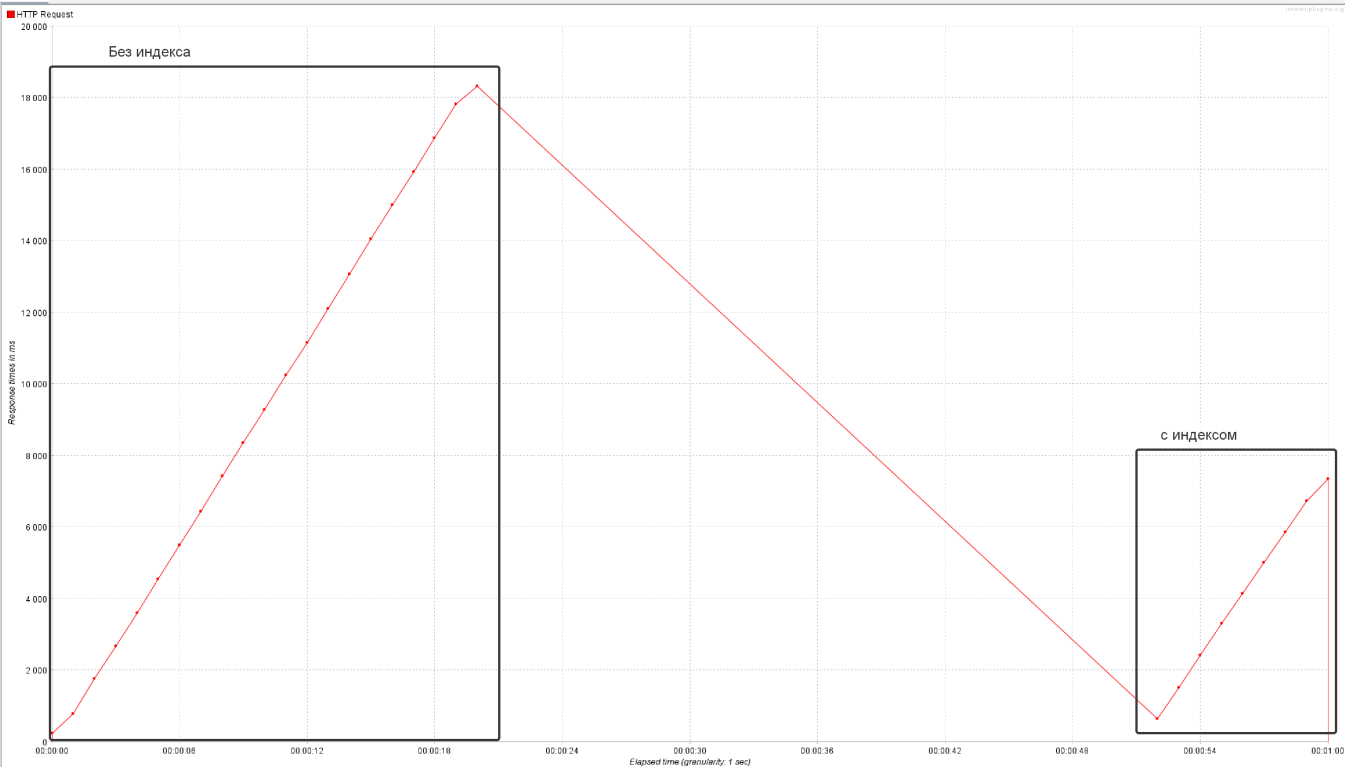 HTTP Request
jmeter-plugins.org
20 000
Без индекса
18 000
16 000
14 000
12 000
10 000
8 000
6 000
4 000
2 000
0
Response times in ms
с индексом
00:00:00 00:00:06 00:00:12 00:00:18 00:00:24 00:00:30 00:00:36 00:00:42 00:00:48 00:00:54 00:01:00
Elapsed time (granularity: 1 sec)